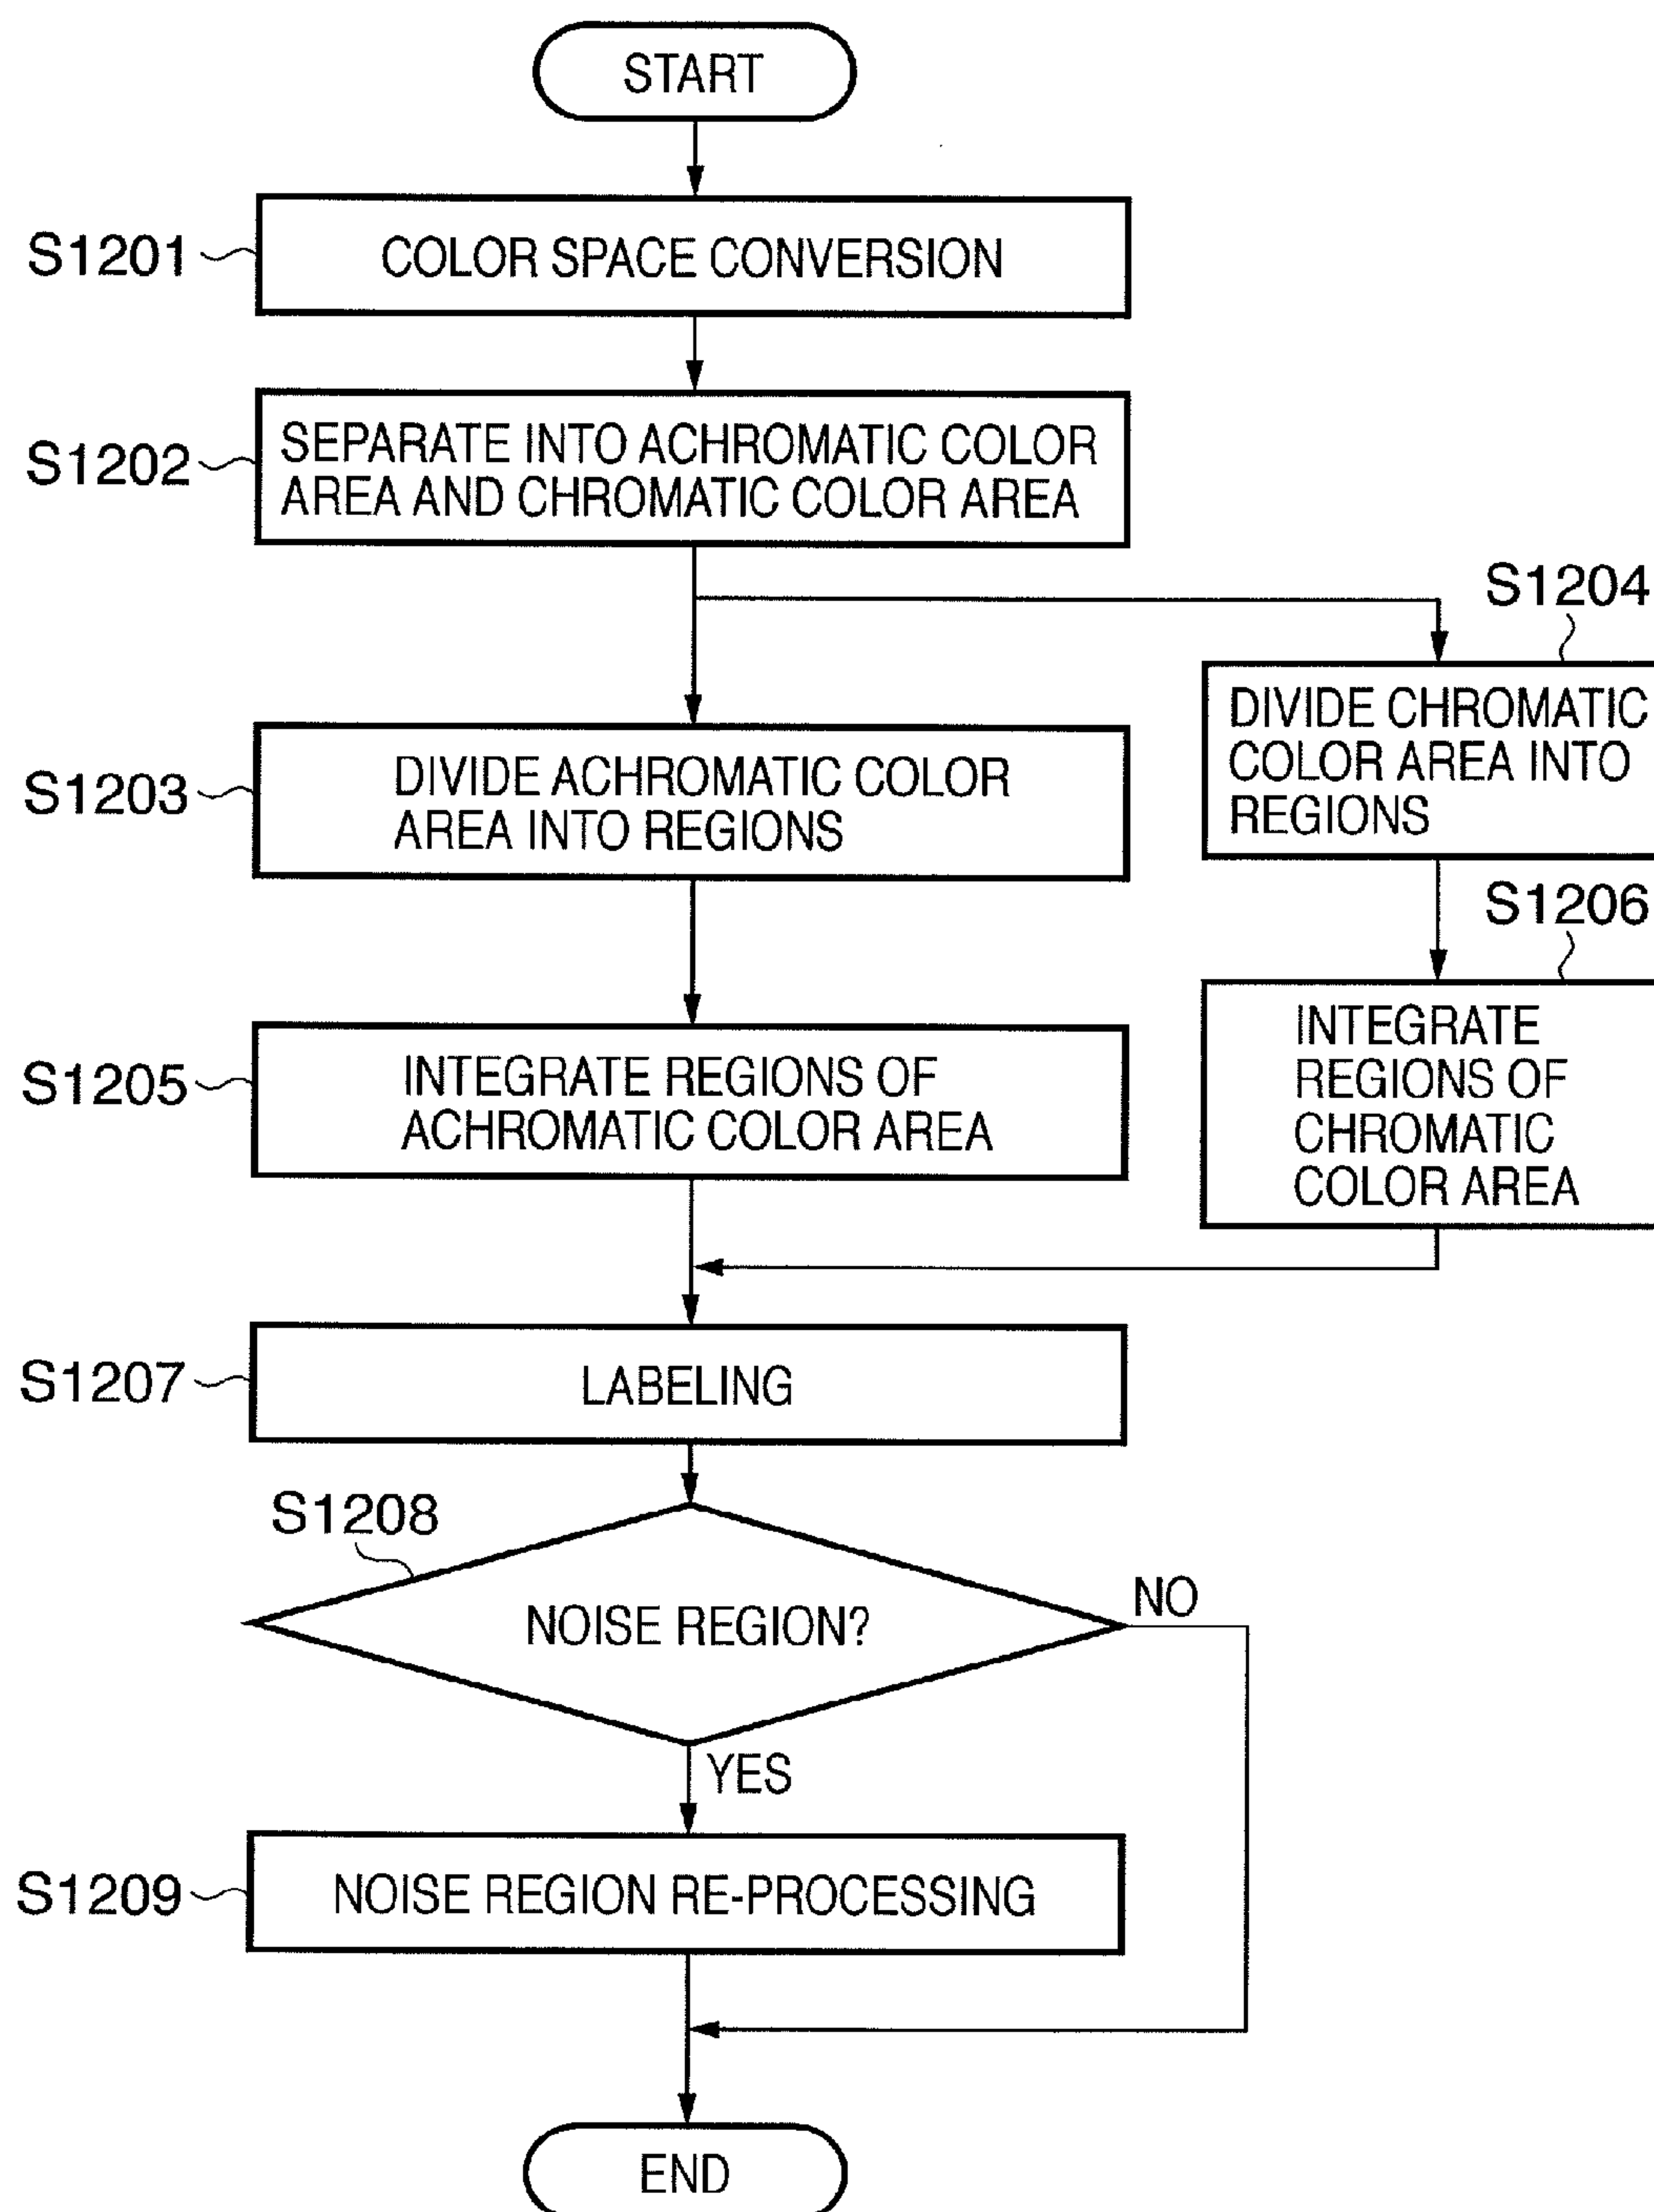 START
S1201
COLOR SPACE CONVERSION
S1202
SEPARATE INTO ACHROMATIC COLOR
AREA AND CHROMATIC COLOR AREA
S1204
DIVIDE CHROMATIC
COLOR AREA INTO
REGIONS
S1203
DIVIDE ACHROMATIC COLOR
AREA INTO REGIONS
S1206
INTEGRATE
REGIONS OF
CHROMATIC
COLOR AREA
S1205
INTEGRATE REGIONS OF
ACHROMATIC COLOR AREA
S1207
LABELING
S1208
NOISE REGION?
NO
YES
S1209
NOISE REGION RE-PROCESSING
END